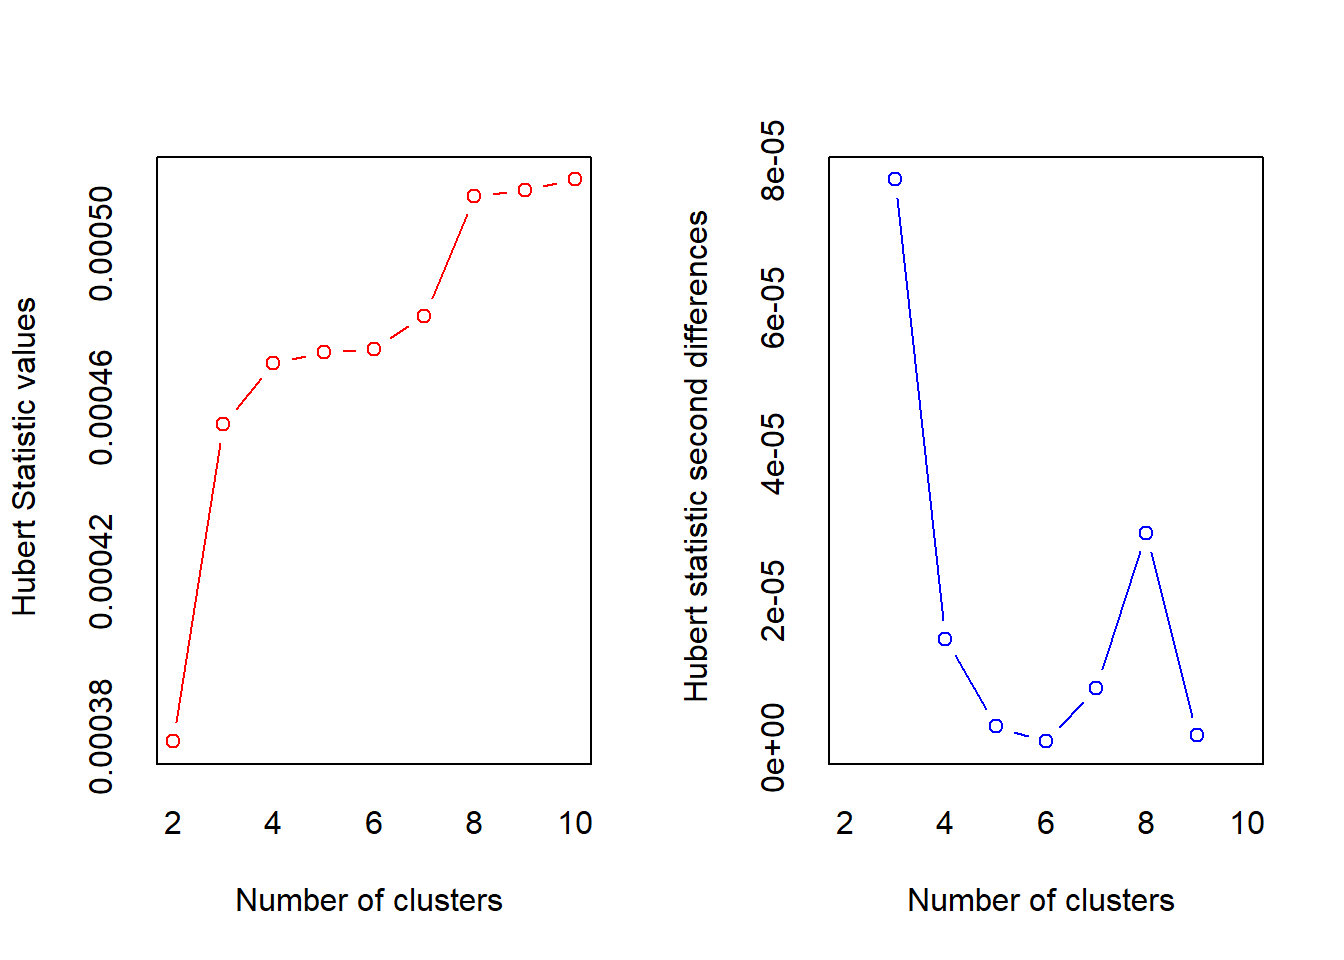 Hubert Statistic values
0.00050
0.00046
0.00042
0.00038
2 4 6 8 10
Number of clusters
Hubert statistic second differences
8e-05
6e-05
4e-05
2e-05
0e+00
2 4 6 8 10
Number of clusters